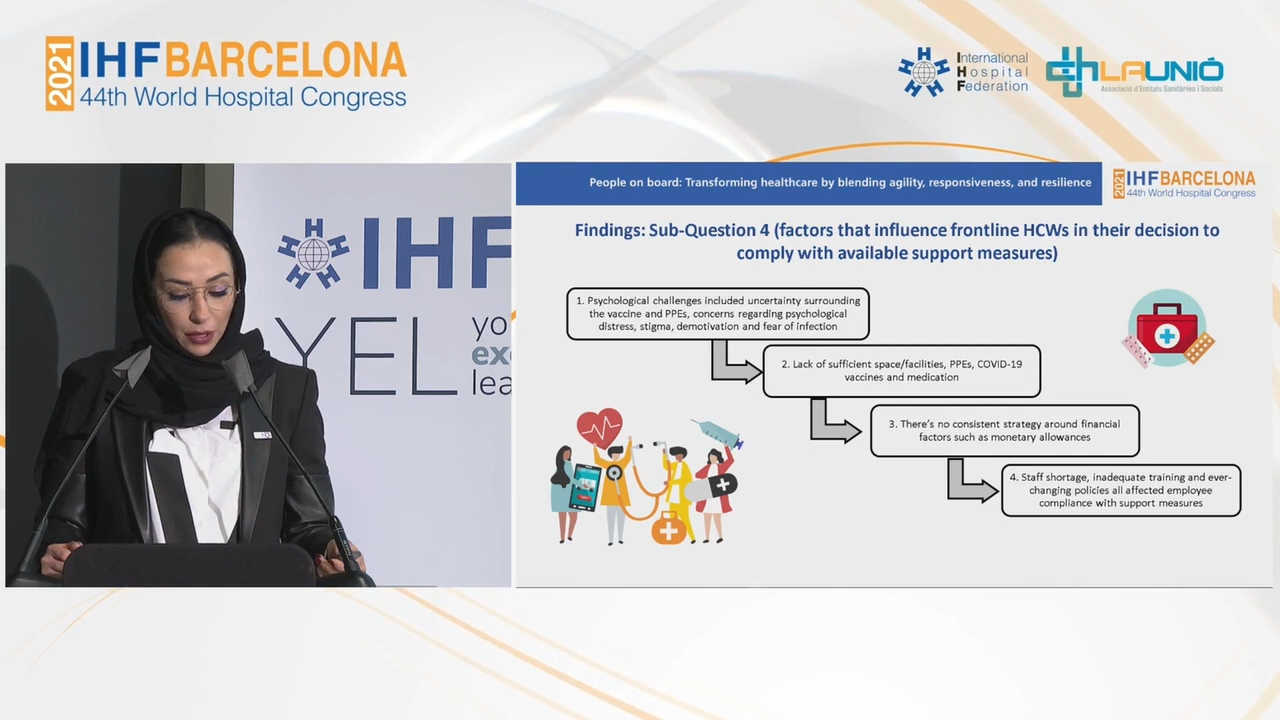 2021
IHF BARCELONA
44th World Hospital Congress
International
Hospital
Federation
LAUNIÓ
Associació d'Entitats Sanitàries i Socials
IHF
YEL
yo
exe
lea
People on board: Transforming healthcare by blending agility, responsiveness, and resilience
2021
IHF BARCELONA
44th World Hospital Congress
Findings: Sub-Question 4 (factors that influence frontline HCWs in their decision to
comply with available support measures)
1. Psychological challenges included uncertainty surrounding
the vaccine and PPEs, concerns regarding psychological
distress, stigma, demotivation and fear of infection
2. Lack of sufficient space/facilities, PPEs, COVID-19
vaccines and medication
3. There's no consistent strategy around financial
factors such as monetary allowances
4. Staff shortage, inadequate training and ever-
changing policies all affected employee
compliance with support measures